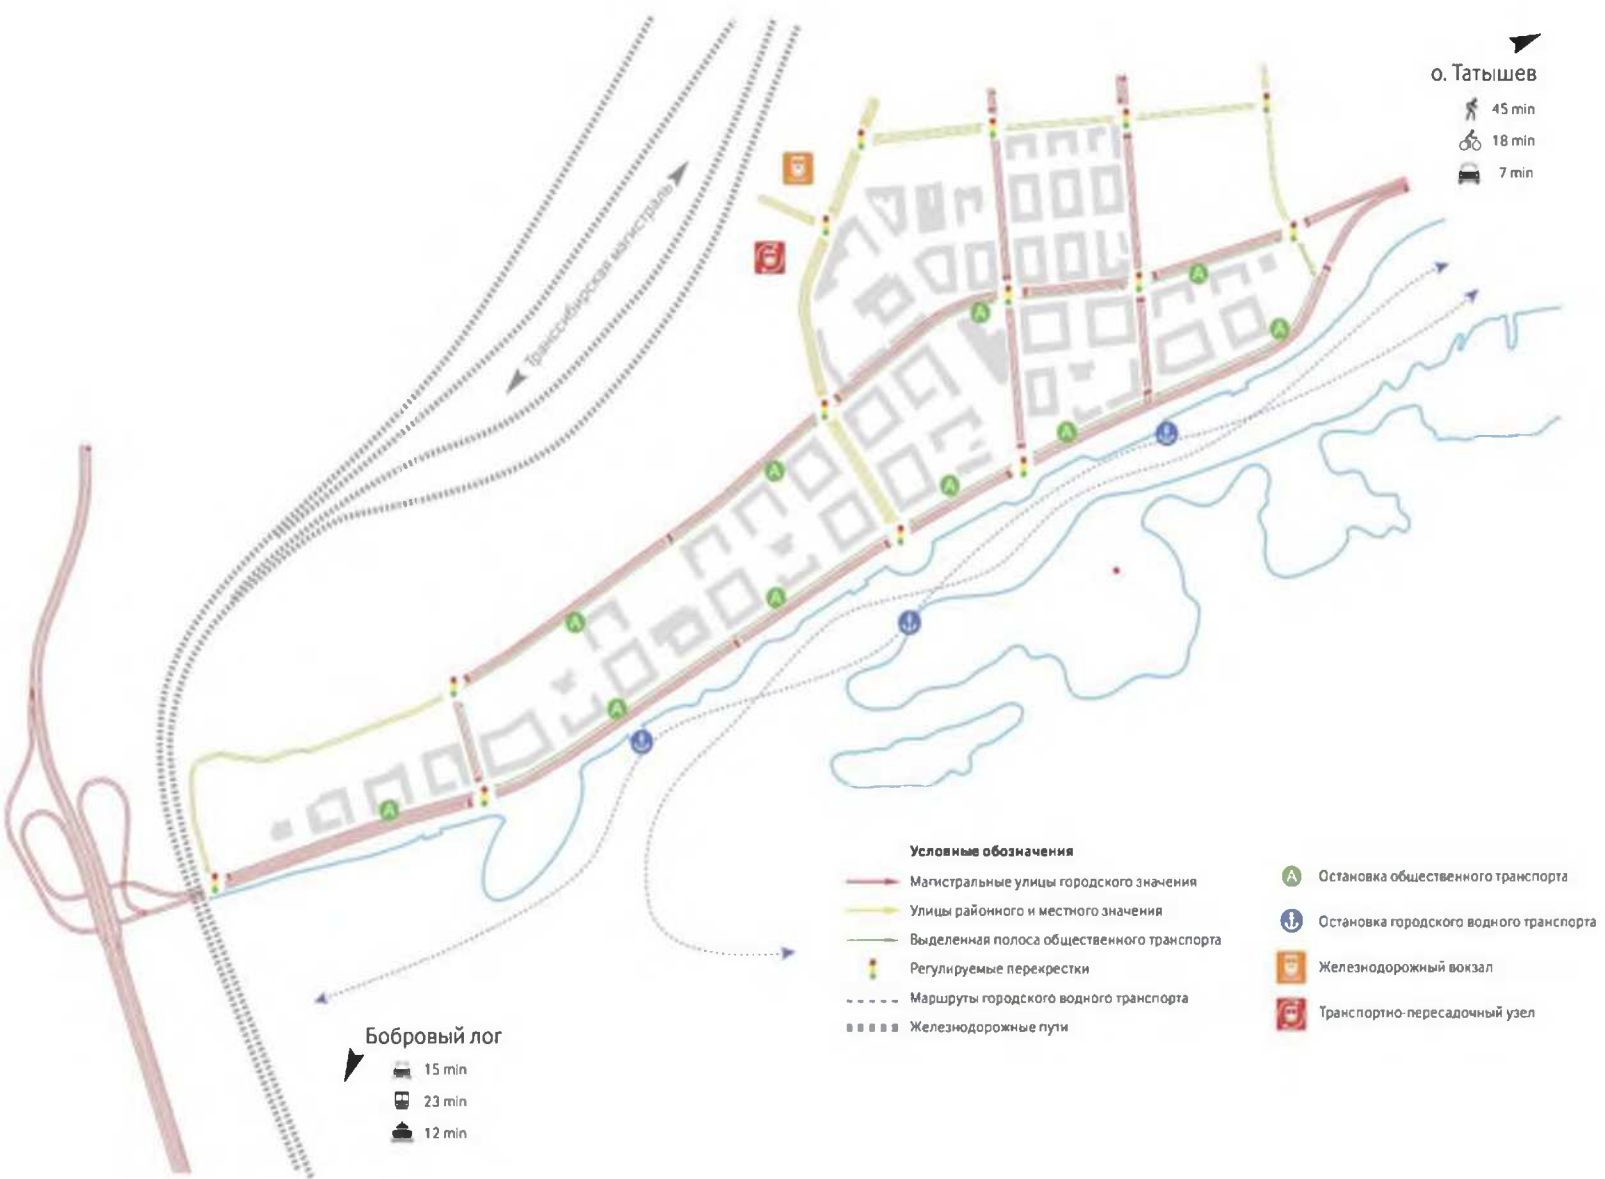 о. Татышев
45 min
18 min
7 min
Транссибирская магистраль
А
А
А
А
А
А
А
А
А
А
Условные обозначения
Магистральные улицы городского значения
Улицы районного и местного значения
Выделенная полоса общественного транспорта
Регулируемые перекрестки
Маршруты городского водного транспорта
Железнодорожные пути
А Остановка общественного транспорта
Остановка городского водного транспорта
Железнодорожный вокзал
Транспортно-пересадочный узел
Бобровый лог
15 min
23 min
12 min